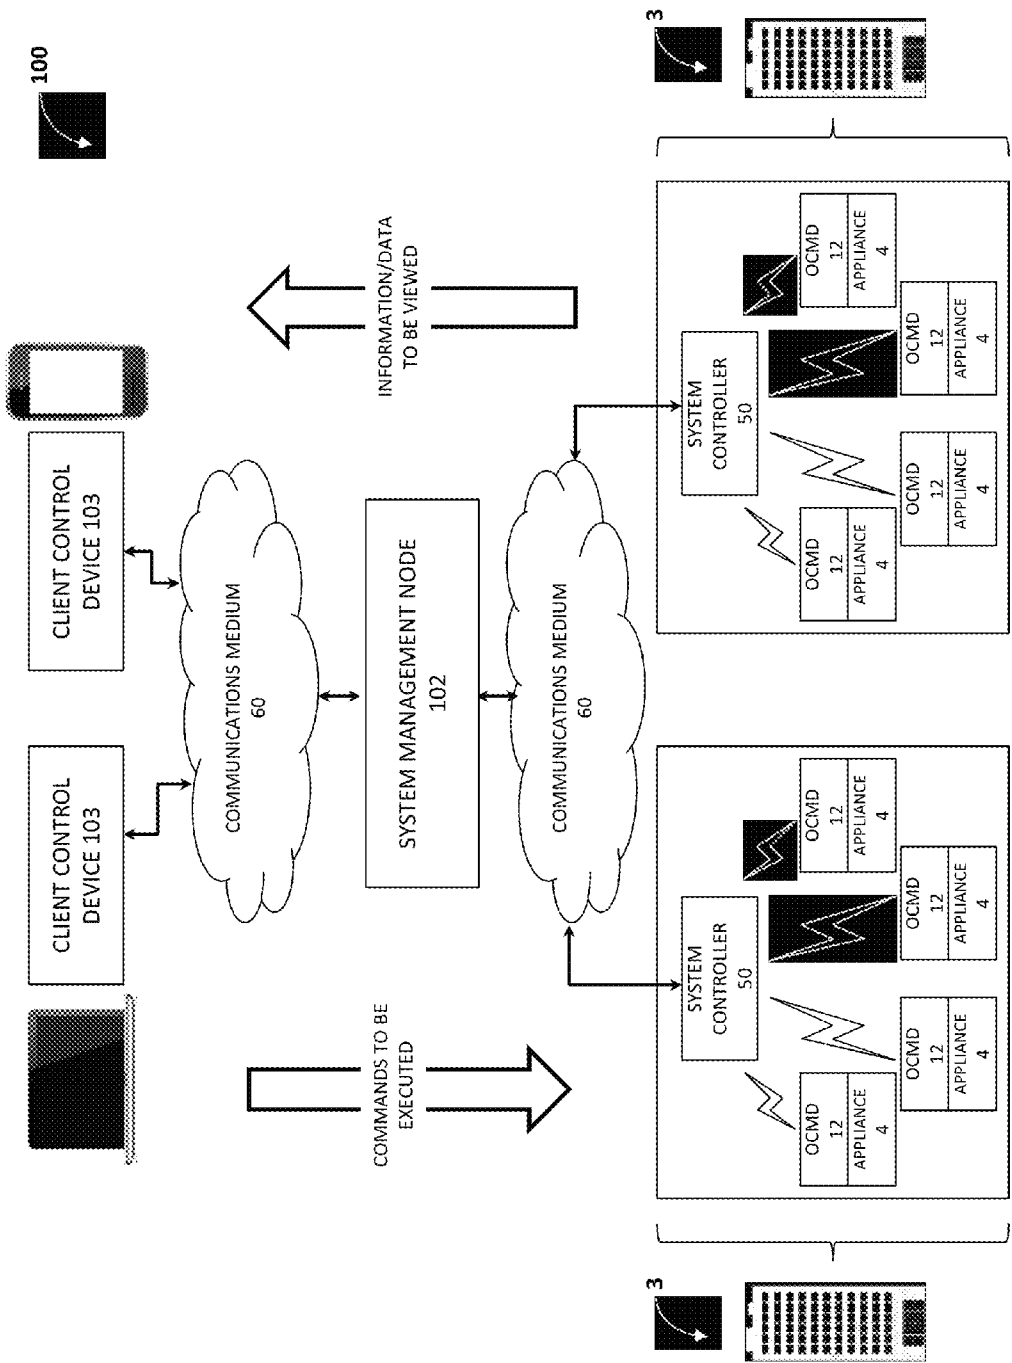 100
CLIENT CONTROL
DEVICE 103
CLIENT CONTROL
DEVICE 103
COMMUNICATIONS MEDIUM
60
COMMANDS TO BE
EXECUTED
SYSTEM MANAGEMENT NODE
102
INFORMATION/DATA
TO BE VIEWED
COMMUNICATIONS MEDIUM
60
3
SYSTEM
CONTROLLER
50
OCMD
12
APPLIANCE
4
OCMD
12
APPLIANCE
4
OCMD
12
APPLIANCE
4
OCMD
12
APPLIANCE
4
3
SYSTEM
CONTROLLER
50
OCMD
12
APPLIANCE
4
OCMD
12
APPLIANCE
4
OCMD
12
APPLIANCE
4
OCMD
12
APPLIANCE
4